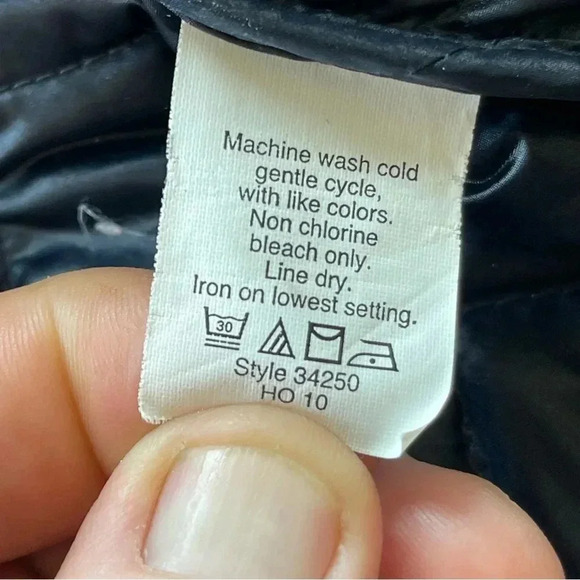 Machine wash cold
gentle cycle,
with like colors.
Non chlorine
bleach only.
Line dry.
Iron on lowest setting.
30
Style 34250
HO 10